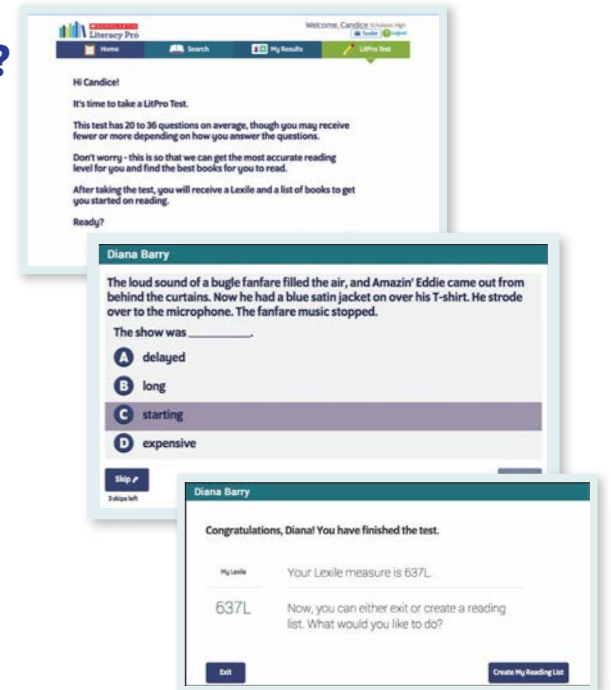 ?
SCHOLASTIC
Literacy Pro
Welcome, Candice Scholastic High
Toolkit Logout
Home Search My Results LitPro Test
Hi Candice!
It's time to take a LitPro Test.
This test has 20 to 36 questions on average, though you may receive
fewer or more depending on how you answer the questions.
Don't worry - this is so that we can get the most accurate reading
level for you and find the best books for you to read.
After taking the test, you will receive a Lexile and a list of books to get
you started on reading.
Ready?
Diana Barry
The loud sound of a bugle fanfare filled the air, and Amazin' Eddie came out from
behind the curtains. Now he had a blue satin jacket on over his T-shirt. He strode
over to the microphone. The fanfare music stopped.
The show was __________.
A delayed
B long
C starting
D expensive
Skip
3 skips left
Diana Barry
Congratulations, Diana! You have finished the test.
My Lexile Your Lexile measure is 637L.
637L Now, you can either exit or create a reading
list. What would you like to do?
Exit Create My Reading List